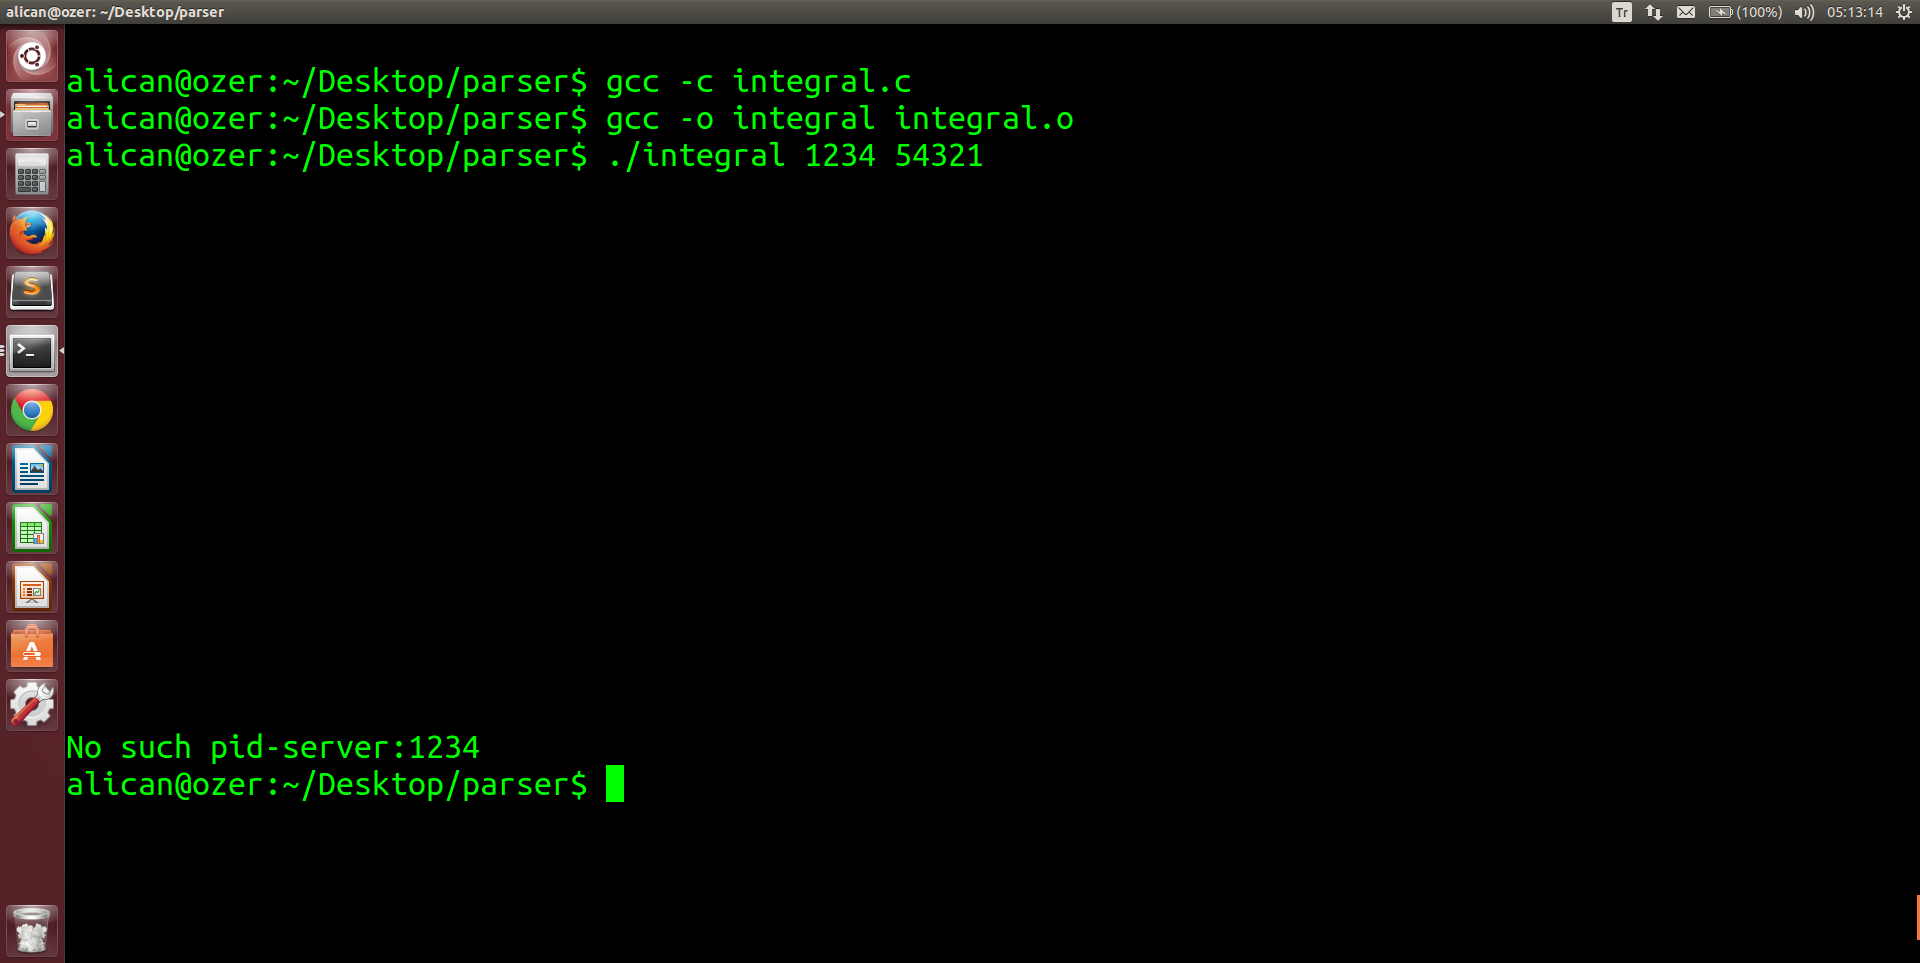 alican@ozer: ~/Desktop/parser
Tr
(100%)
05:13:14
alican@ozer:~/Desktop/parser$ gcc -c integral.c
alican@ozer:~/Desktop/parser$ gcc -o integral integral.o
alican@ozer:~/Desktop/parser$ ./integral 1234 54321
No such pid-server:1234
alican@ozer:~/Desktop/parser$